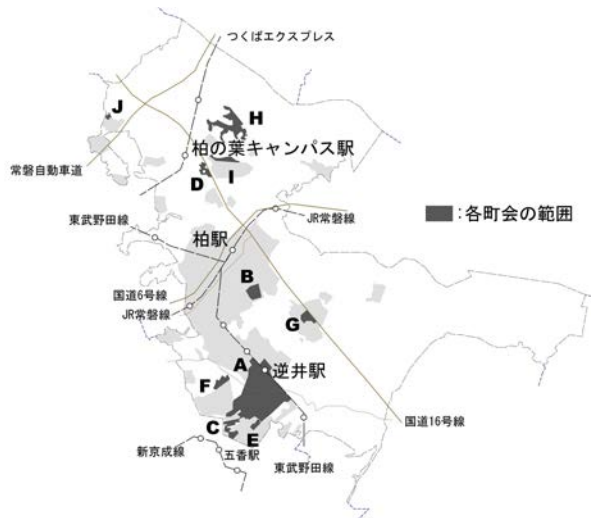 つくばエクスプレス
J
H
柏の葉キャンパス駅
常磐自動車道
D
I
東武野田線
JR常磐線
柏駅
■:各町会の範囲
国道6号線
JR常磐線
B
G
A
逆井駅
F
C
E
国道16号線
新京成線
五香駅
東武野田線